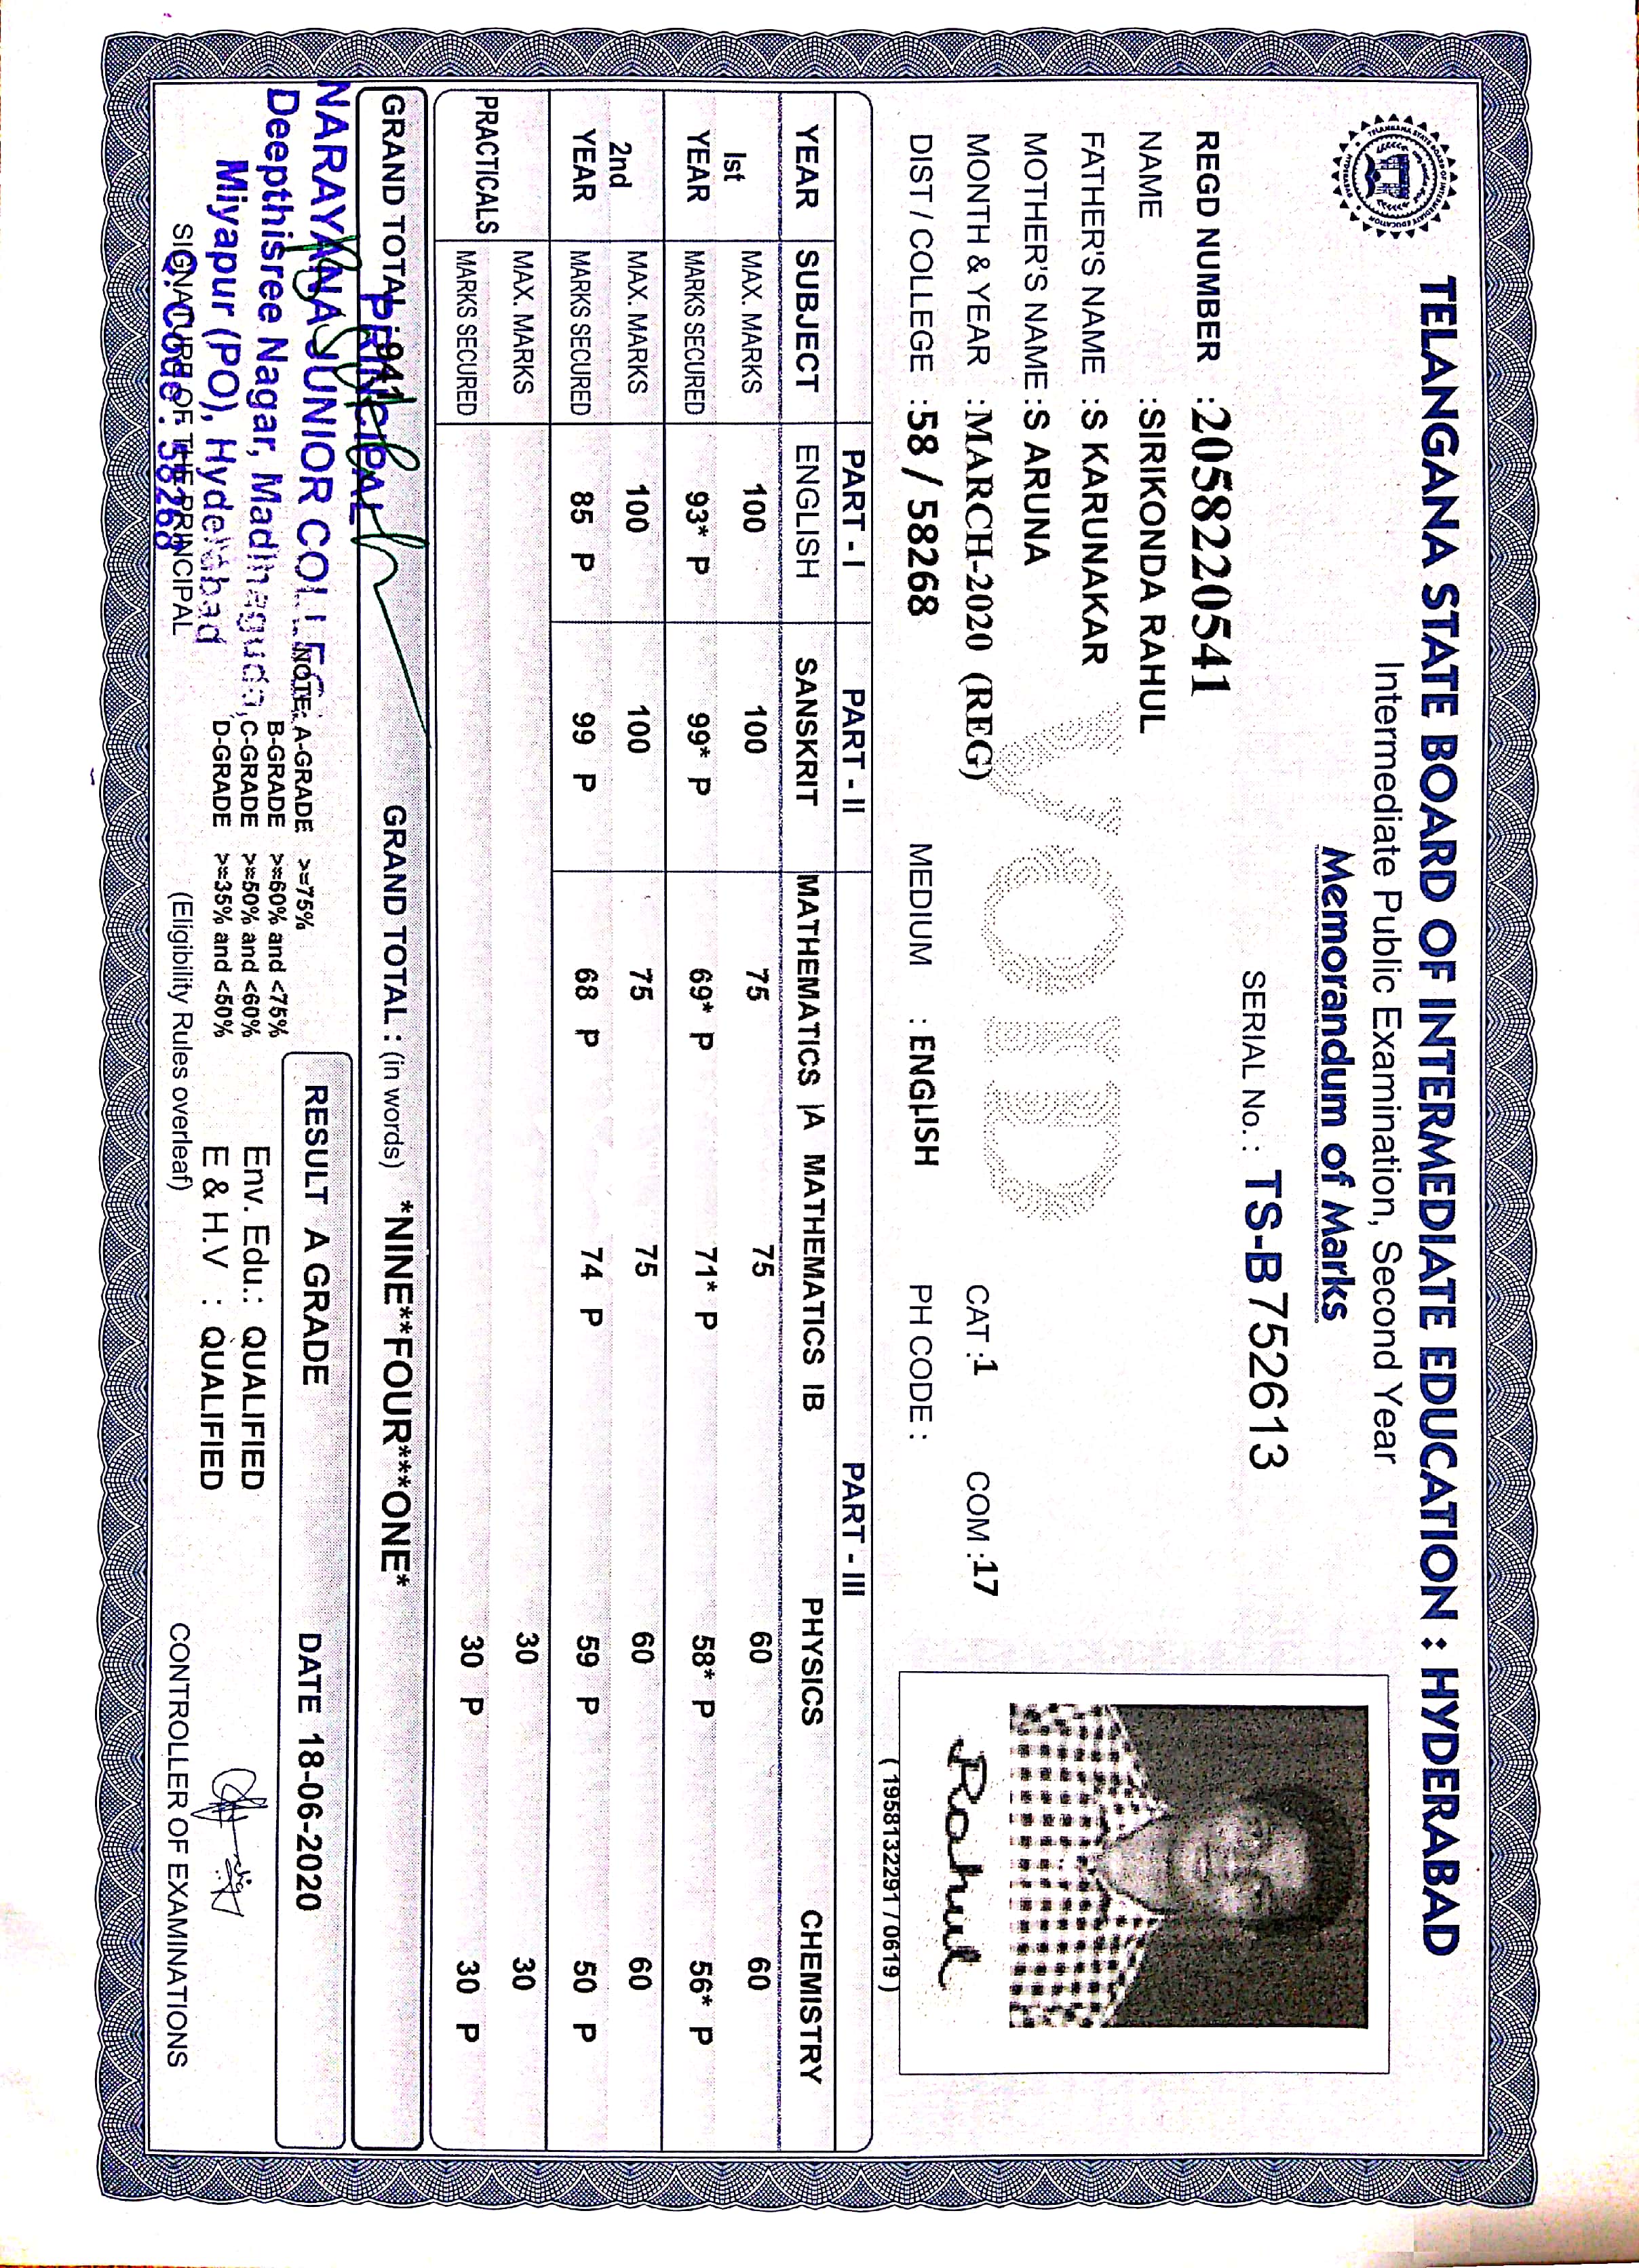 TELANGANA STATE BOARD OF INTERMEDIATE EDUCATION : HYDERABAD
Intermediate Public Examination, Second Year
Memorandum of Marks
SERIAL No. : TS-B 752613
REGD NUMBER :2058220541
NAME :SIRIKONDA RAHUL
FATHER'S NAME :S KARUNAKAR
MOTHER'S NAME :S ARUNA
MONTH & YEAR :MARCH-2020 (REG) CAT :1 COM :17
DIST / COLLEGE :58 / 58268 MEDIUM : ENGLISH PH CODE :
VOID
Rahul
( 1958132291 / 0619 )
PART - I PART - II PART - III
YEAR SUBJECT ENGLISH SANSKRIT MATHEMATICS IA MATHEMATICS IB PHYSICS CHEMISTRY
Ist YEAR MAX. MARKS 100 100 75 75 60 60
MARKS SECURED 93* P 99* P 69* P 71* P 58* P 56* P
2nd YEAR MAX. MARKS 100 100 75 75 60 60
MARKS SECURED 85 P 99 P 68 P 74 P 59 P 50 P
PRACTICALS MAX. MARKS 30 30
MARKS SECURED 30 P 30 P
GRAND TOTAL 941 GRAND TOTAL : (in words) *NINE**FOUR***ONE*
PRINCIPAL
NARAYANA JUNIOR COLLEGE
Deepthisree Nagar, Madinaguda,
Miyapur (PO), Hyderabad
C.Code: 58268
SIGNATURE OF THE PRINCIPAL
NOTE: A-GRADE >=75%
B-GRADE >=60% and <75%
C-GRADE >=50% and <60%
D-GRADE >=35% and <50%
(Eligibility Rules overleaf)
RESULT A GRADE DATE 18-06-2020
Env. Edu.: QUALIFIED
E & H.V : QUALIFIED
CONTROLLER OF EXAMINATIONS